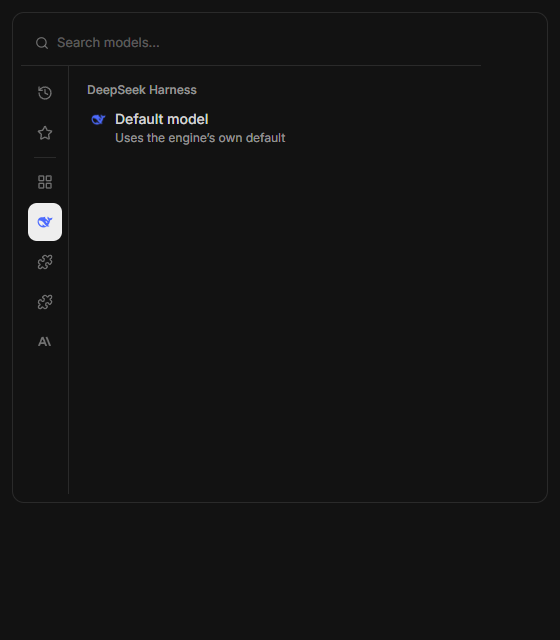 Search models...
DeepSeek Harness
Default model
Uses the engine's own default
A\